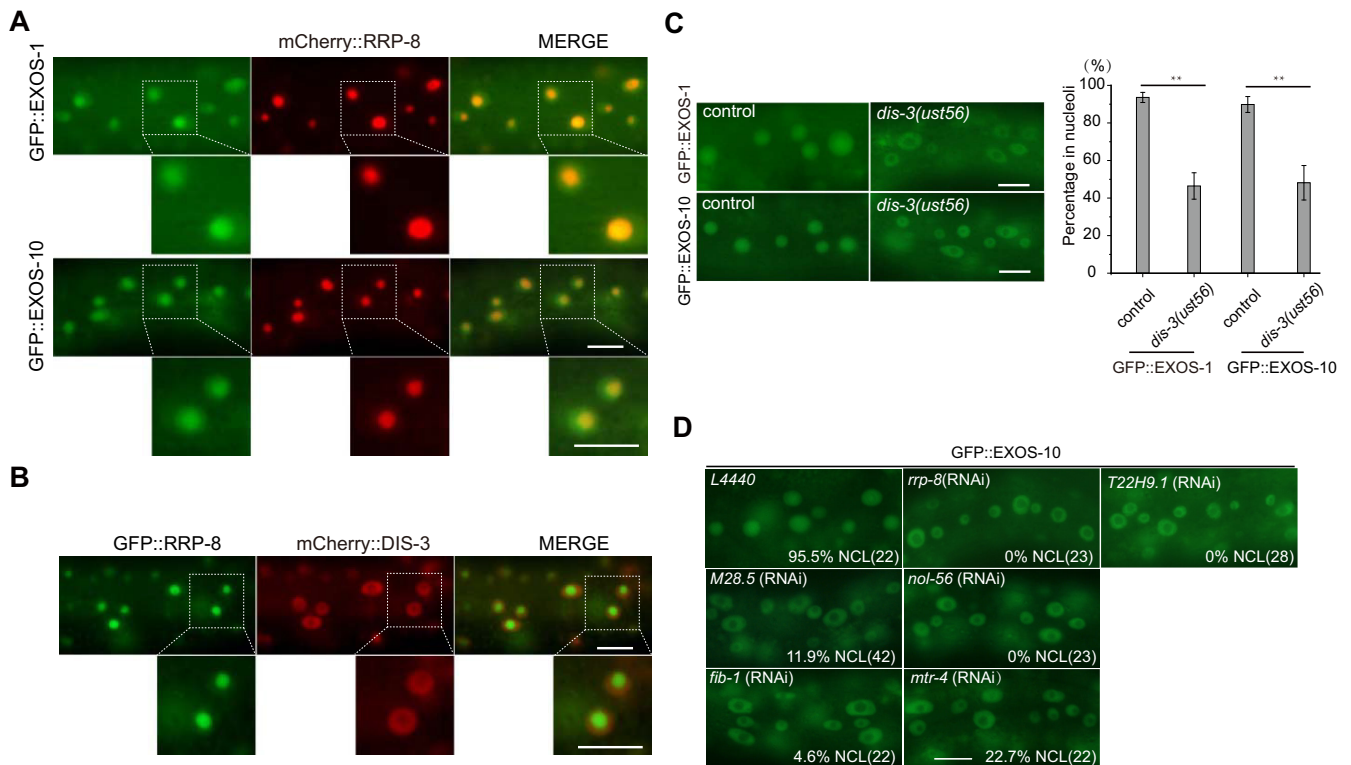 A
mCherry::RRP-8 MERGE
GFP::EXOS-1
GFP::EXOS-10
B
GFP::RRP-8 mCherry::DIS-3 MERGE
C
GFP::EXOS-1
control dis-3(ust56)
GFP::EXOS-10
control dis-3(ust56)
(%)
Percentage in nucleoli
100
80
60
40
20
0
** **
control dis-3(ust56) control dis-3(ust56)
GFP::EXOS-1 GFP::EXOS-10
D
GFP::EXOS-10
L4440 rrp-8(RNAi) T22H9.1 (RNAi)
95.5% NCL(22) 0% NCL(23) 0% NCL(28)
M28.5 (RNAi) nol-56 (RNAi)
11.9% NCL(42) 0% NCL(23)
fib-1 (RNAi) mtr-4 (RNAi)
4.6% NCL(22) 22.7% NCL(22)